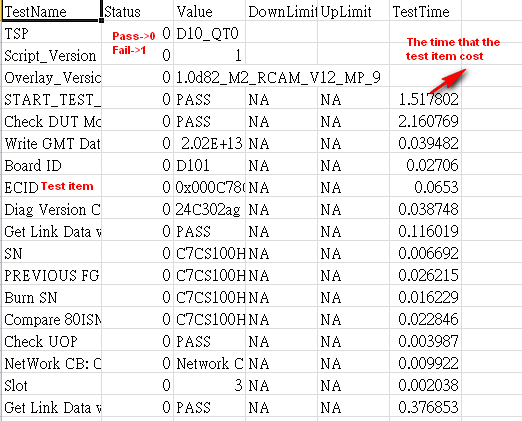 TestName Status Value DownLimit UpLimit TestTime
TSP 0 D10_QT0
Pass->0
Fail->1
Script_Version 0 1
The time that the
test item cost
Overlay_Versio 0 1.0d82_M2_RCAM_V12_MP_9
START_TEST_ 0 PASS NA NA 1.517802
Check DUT Mo 0 PASS NA NA 2.160769
Write GMT Dat 0 2.02E+13 NA NA 0.039482
Board ID 0 D101 NA NA 0.02706
ECID Test item 0 0x000C780 NA NA 0.0653
Diag Version C 0 24C302ag NA NA 0.038748
Get Link Data w 0 PASS NA NA 0.116019
SN 0 C7CS100H NA NA 0.006692
PREVIOUS FG 0 C7CS100H NA NA 0.026215
Burn SN 0 C7CS100H NA NA 0.016229
Compare 80ISN 0 C7CS100H NA NA 0.022846
Check UOP 0 PASS NA NA 0.003987
NetWork CB: C 0 Network C NA NA 0.009922
Slot 0 3 NA NA 0.002038
Get Link Data w 0 PASS NA NA 0.376853